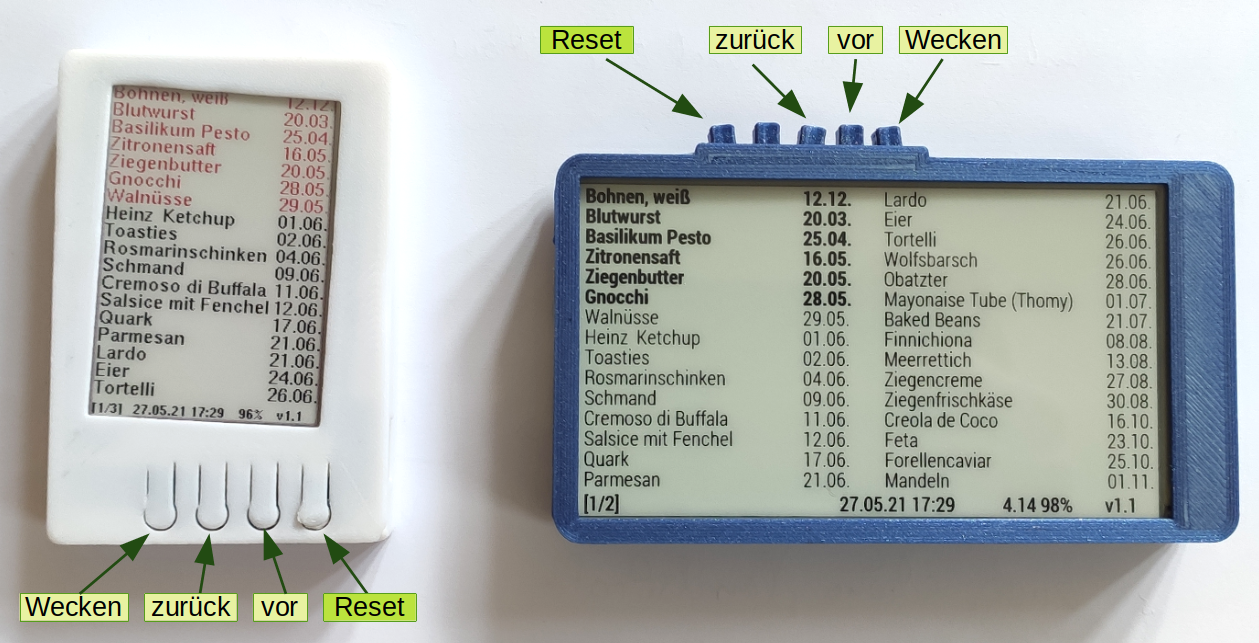 Reset zurück vor Wecken
Bohnen, weiß 12.12.
Blutwurst 20.03.
Basilikum Pesto 25.04.
Zitronensaft 16.05.
Ziegenbutter 20.05.
Gnocchi 28.05.
Walnüsse 29.05.
Heinz Ketchup 01.06.
Toasties 02.06.
Rosmarinschinken 04.06.
Schmand 09.06.
Cremoso di Buffala 11.06.
Salsice mit Fenchel 12.06.
Quark 17.06.
Parmesan 21.06.
Lardo 21.06.
Eier 24.06.
Tortelli 26.06.
[1/3] 27.05.21 17:29 96% v1.1
Wecken zurück vor Reset
Bohnen, weiß 12.12.
Blutwurst 20.03.
Basilikum Pesto 25.04.
Zitronensaft 16.05.
Ziegenbutter 20.05.
Gnocchi 28.05.
Walnüsse 29.05.
Heinz Ketchup 01.06.
Toasties 02.06.
Rosmarinschinken 04.06.
Schmand 09.06.
Cremoso di Buffala 11.06.
Salsice mit Fenchel 12.06.
Quark 17.06.
Parmesan 21.06.
Lardo 21.06.
Eier 24.06.
Tortelli 26.06.
Wolfsbarsch 26.06.
Obatzter 28.06.
Mayonaise Tube (Thomy) 01.07.
Baked Beans 21.07.
Finnichiona 08.08.
Meerrettich 13.08.
Ziegencreme 27.08.
Ziegenfrischkäse 30.08.
Creola de Coco 16.10.
Feta 23.10.
Forellencaviar 25.10.
Mandeln 01.11.
[1/2] 27.05.21 17:29 4.14 98% v1.1